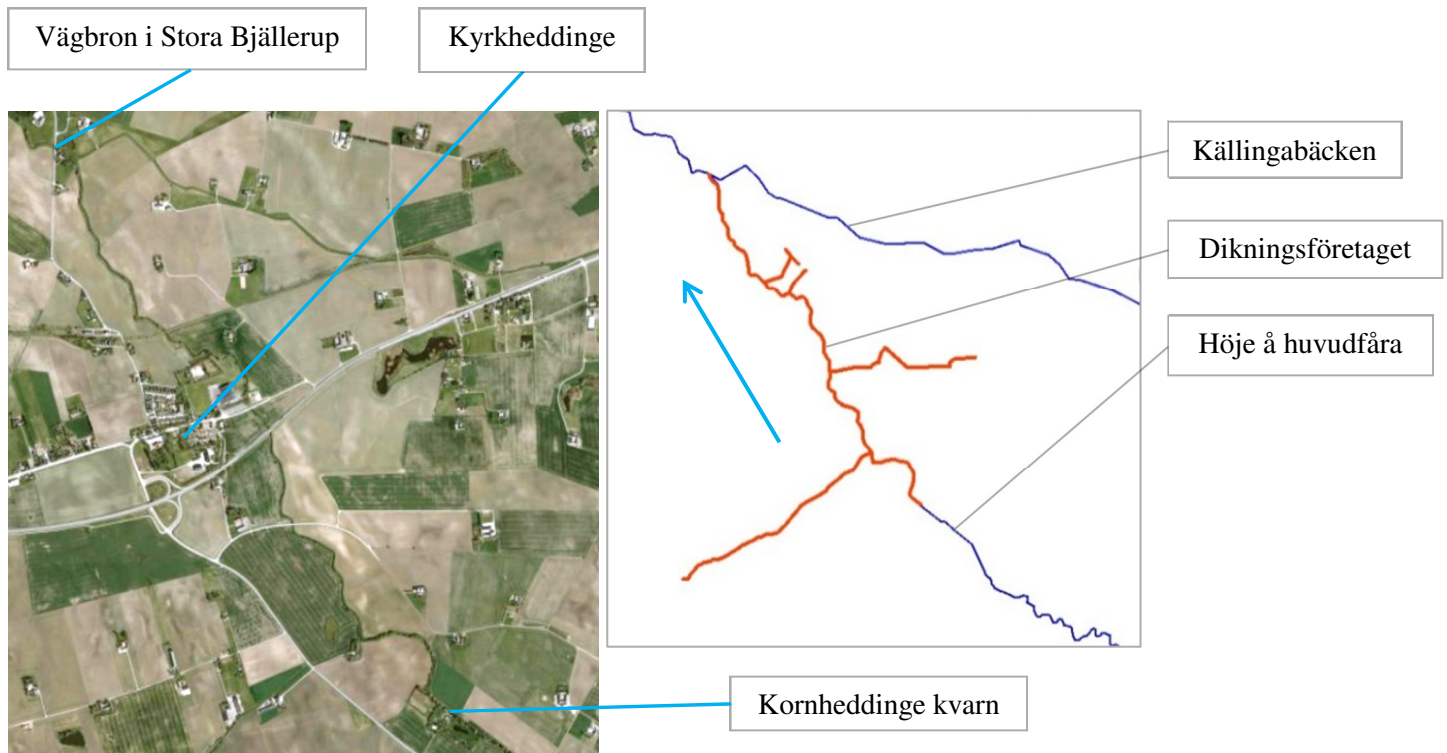 Vägbron i Stora Bjällerup
Kyrkheddinge
Källingabäcken
Dikningsföretaget
Höje å huvudfåra
Kornheddinge kvarn